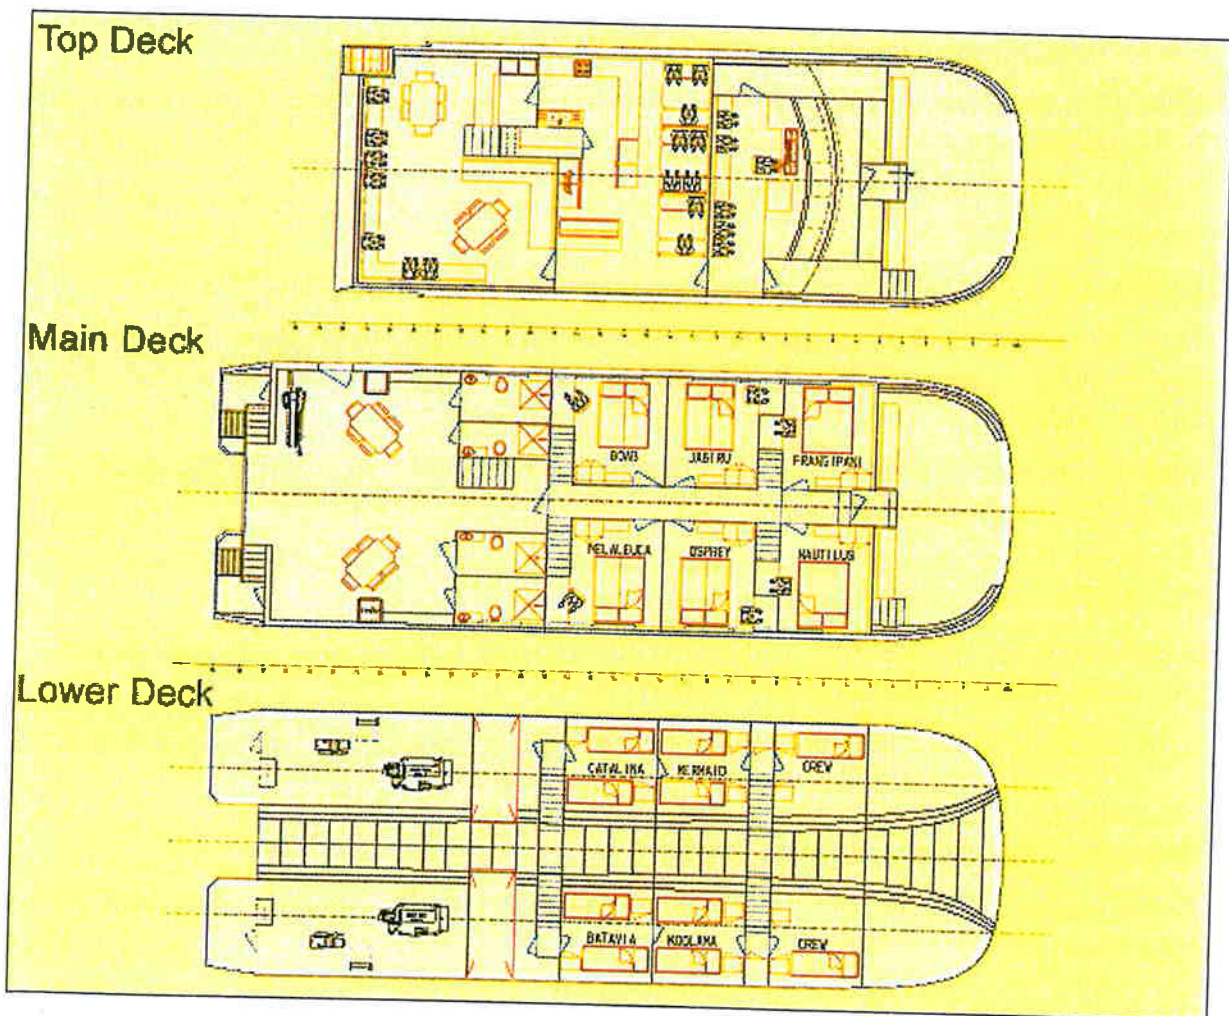 Top Deck
Main Deck
JABIRU
FRANGIPANI
MELALEUCA
OSPREY
NAUTILUS
Lower Deck
CATALINA
MERMAID
CREW
BATAVIA
KOOLAMA
CREW